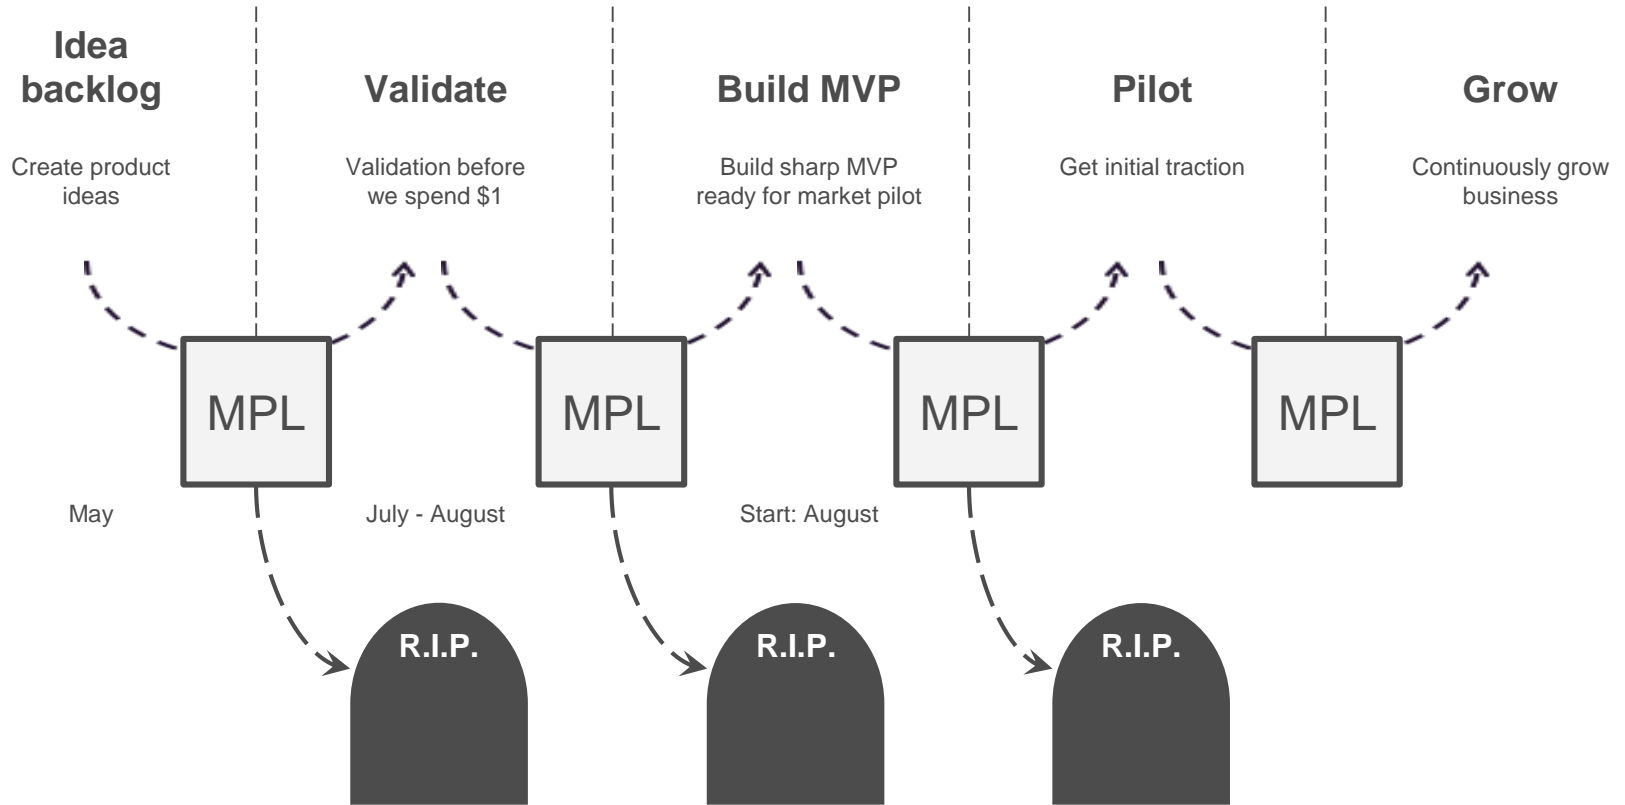 Idea
backlog
Validate
Build MVP
Pilot
Grow
Create product
ideas
Validation before
we spend $1
Build sharp MVP
ready for market pilot
Get initial traction
Continuously grow
business
MPL
MPL
MPL
MPL
May
July - August
Start: August
R.I.P.
R.I.P.
R.I.P.